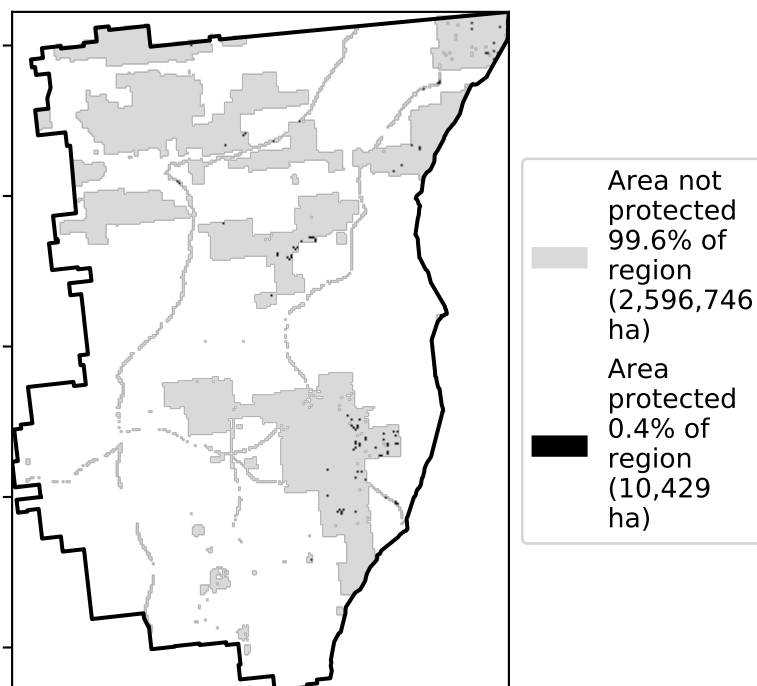 Area not
protected
99.6% of
region
(2,596,746
ha)
Area
protected
0.4% of
region
(10,429
ha)